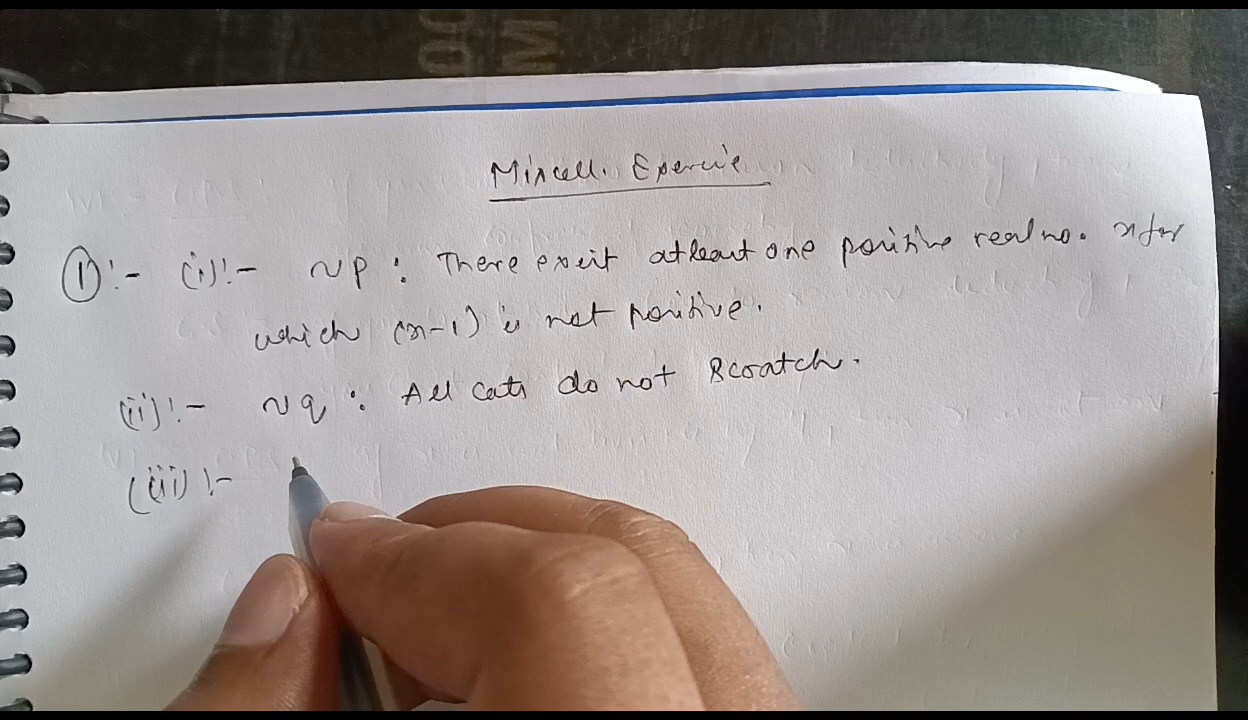 Miscell. Exercise
①:- (i):- ~p : There exist atleast one positive real no. x for
which (x-1) is not positive.
(ii):- ~q : All cats do not scratch.
(iii):-